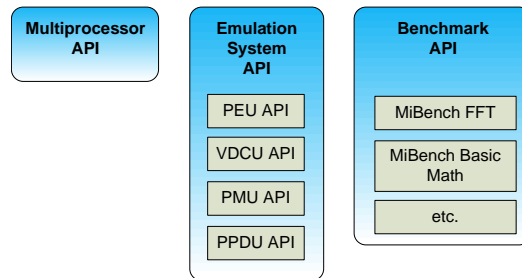 Multiprocessor
API
Emulation
System
API
PEU API
VDCU API
PMU API
PPDU API
Benchmark
API
MiBench FFT
MiBench Basic
Math
etc.